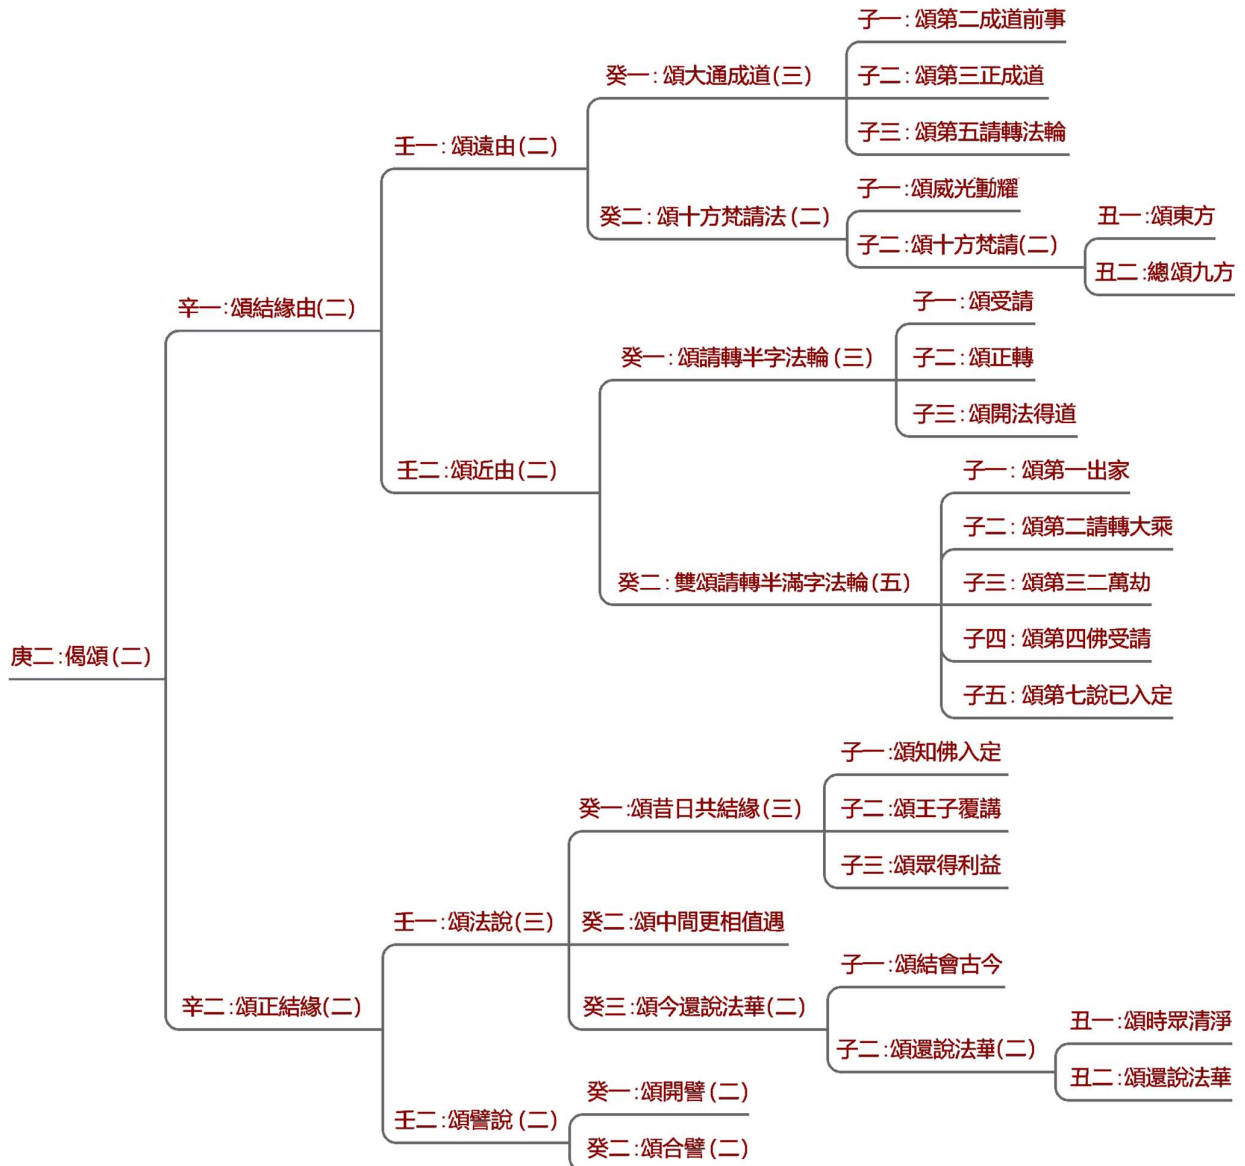 庚二:偈頌(二)
辛一:頌結緣由(二)
壬一:頌遠由(二)
癸一:頌大通成道(三)
子一:頌第二成道前事
子二:頌第三正成道
子三:頌第五請轉法輪
癸二:頌十方梵請法(二)
子一:頌威光動耀
子二:頌十方梵請(二)
丑一:頌東方
丑二:總頌九方
壬二:頌近由(二)
癸一:頌請轉半字法輪(三)
子一:頌受請
子二:頌正轉
子三:頌開法得道
癸二:雙頌請轉半滿字法輪(五)
子一:頌第一出家
子二:頌第二請轉大乘
子三:頌第三二萬劫
子四:頌第四佛受請
子五:頌第七說已入定
辛二:頌正結緣(二)
壬一:頌法說(三)
癸一:頌昔日共結緣(三)
子一:頌知佛入定
子二:頌王子覆講
子三:頌眾得利益
癸二:頌中間更相值遇
癸三:頌今還說法華(二)
子一:頌結會古今
子二:頌還說法華(二)
丑一:頌時眾清淨
丑二:頌還說法華
壬二:頌譬說(二)
癸一:頌開譬(二)
癸二:頌合譬(二)